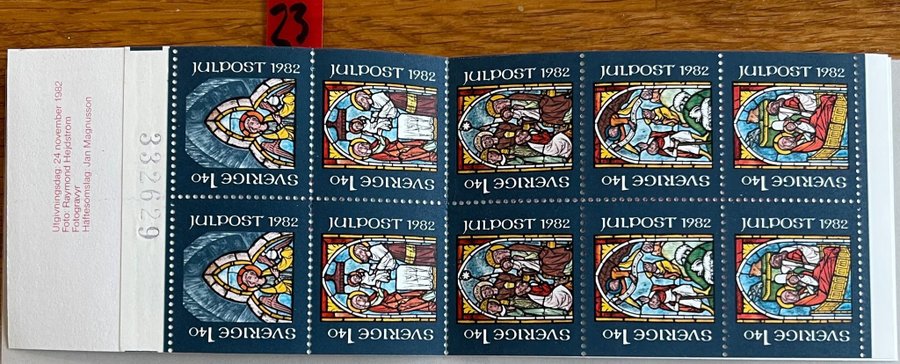 23
Utgivningsdag: 24 november 1982
Foto: Raymond Hejdström
Fotogravyr
Häftesomslag: Jan Magnusson
332629
JULPOST 1982
SVERIGE 140
JULPOST 1982
SVERIGE 140
JULPOST 1982
SVERIGE 140
JULPOST 1982
SVERIGE 140
JULPOST 1982
SVERIGE 140
JULPOST 1982
SVERIGE 140
JULPOST 1982
SVERIGE 140
JULPOST 1982
SVERIGE 140
JULPOST 1982
SVERIGE 140
JULPOST 1982
SVERIGE 140